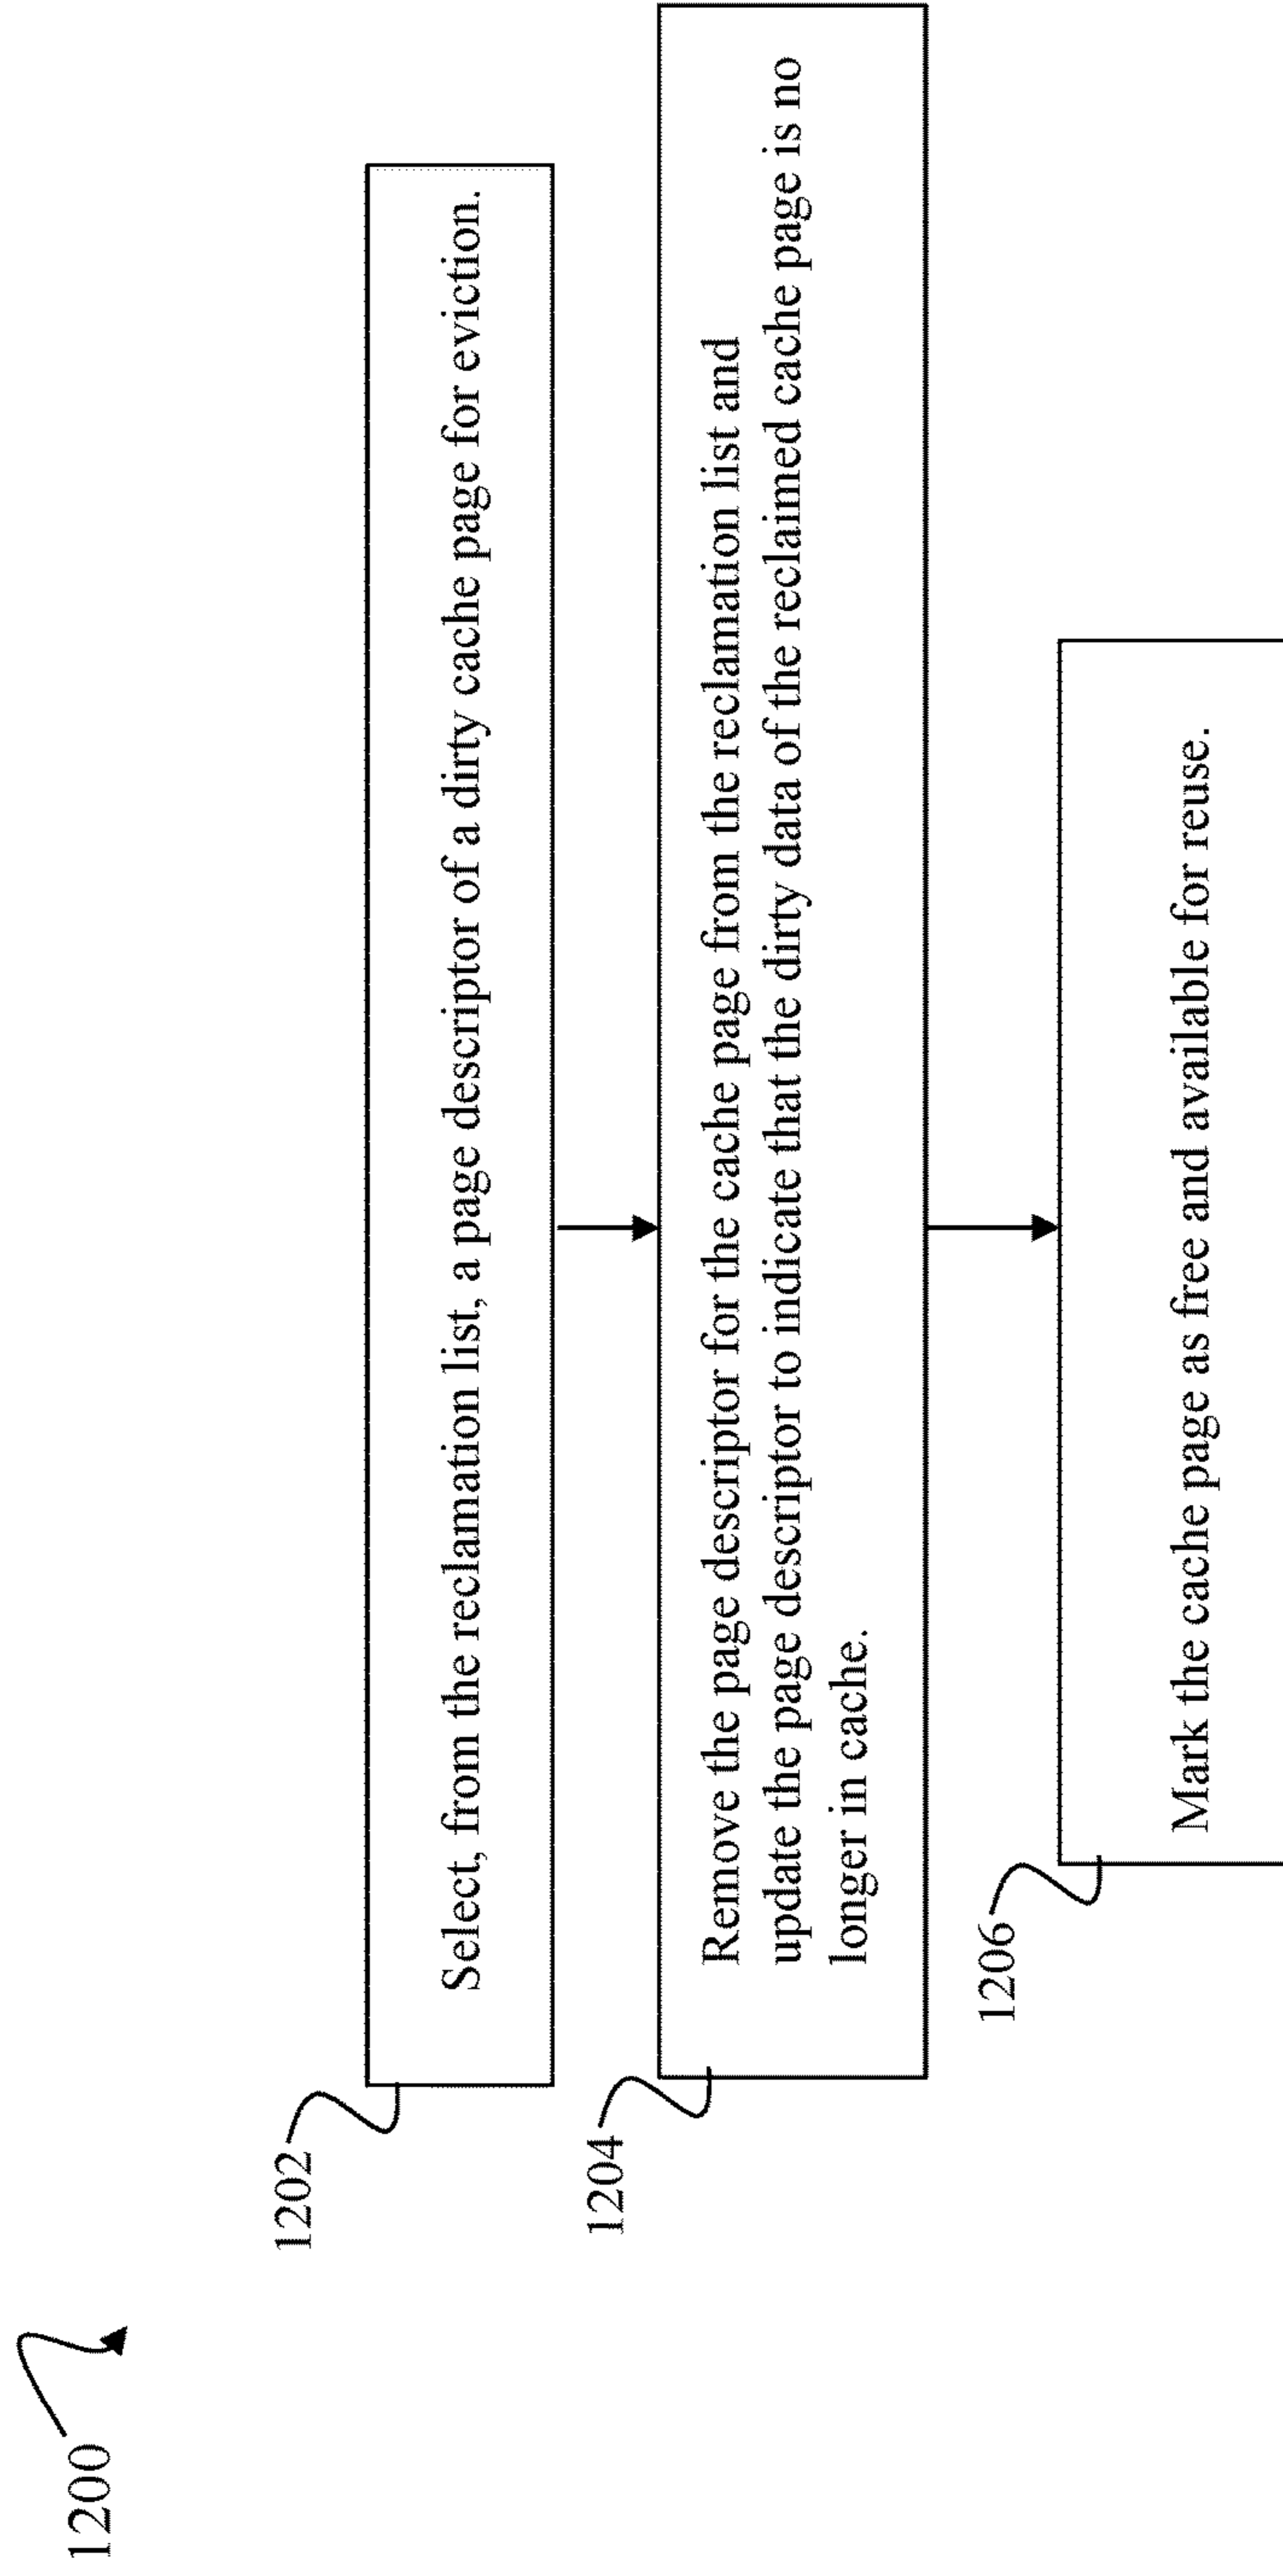 1200
1202
Select, from the reclamation list, a page descriptor of a dirty cache page for eviction.
1204
Remove the page descriptor for the cache page from the reclamation list and
update the page descriptor to indicate that the dirty data of the reclaimed cache page is no
longer in cache.
1206
Mark the cache page as free and available for reuse.